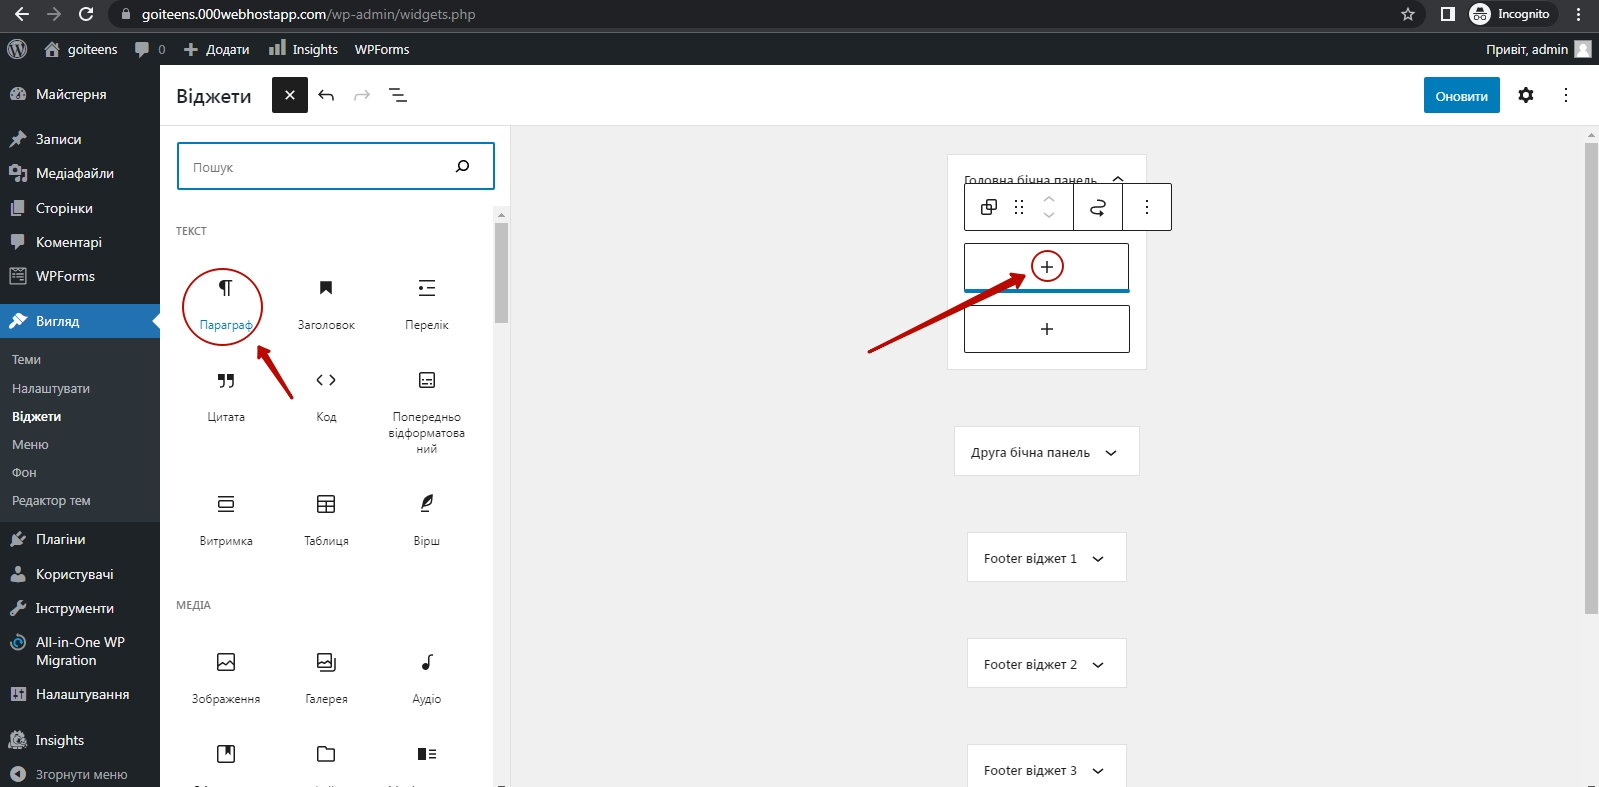 goiteens.000webhostapp.com/wp-admin/widgets.php
Incognito
goiteens
0
Додати
Insights
WPForms
Привіт, admin
Майстерня
Записи
Медіафайли
Сторінки
Коментарі
WPForms
Вигляд
Теми
Налаштувати
Віджети
Меню
Фон
Редактор тем
Плагіни
Користувачі
Інструменти
All-in-One WP
Migration
Налаштування
Insights
Згорнути меню
Віджети
Оновити
Пошук
ТЕКСТ
Параграф
Заголовок
Перелік
Цитата
Код
Попередньо
відформатова
ний
Витримка
Таблиця
Вірш
МЕДІА
Зображення
Галерея
Аудіо
Головна бічна панель
Друга бічна панель
Footer віджет 1
Footer віджет 2
Footer віджет 3